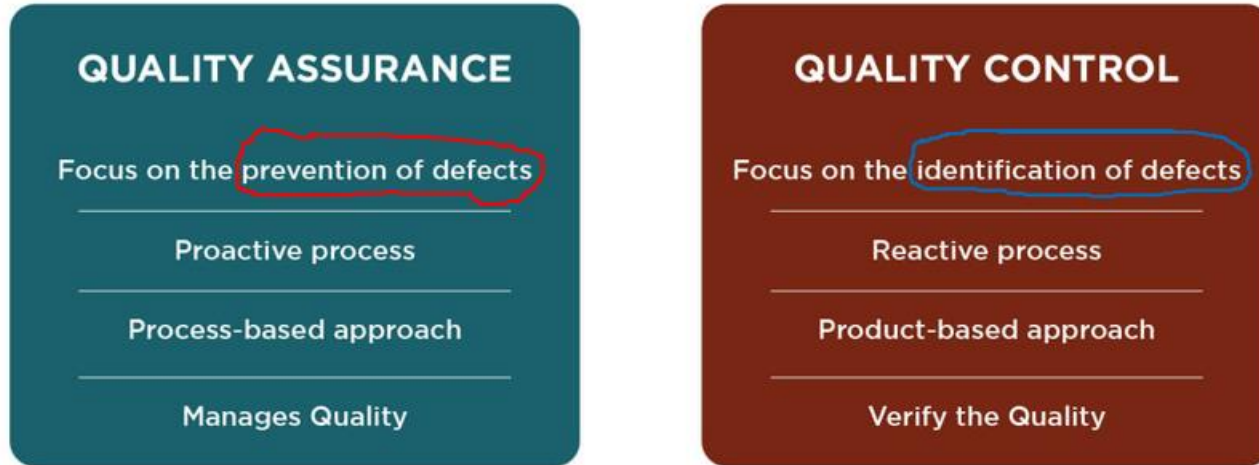 QUALITY ASSURANCE
Focus on the prevention of defects
Proactive process
Process-based approach
Manages Quality
QUALITY CONTROL
Focus on the identification of defects
Reactive process
Product-based approach
Verify the Quality